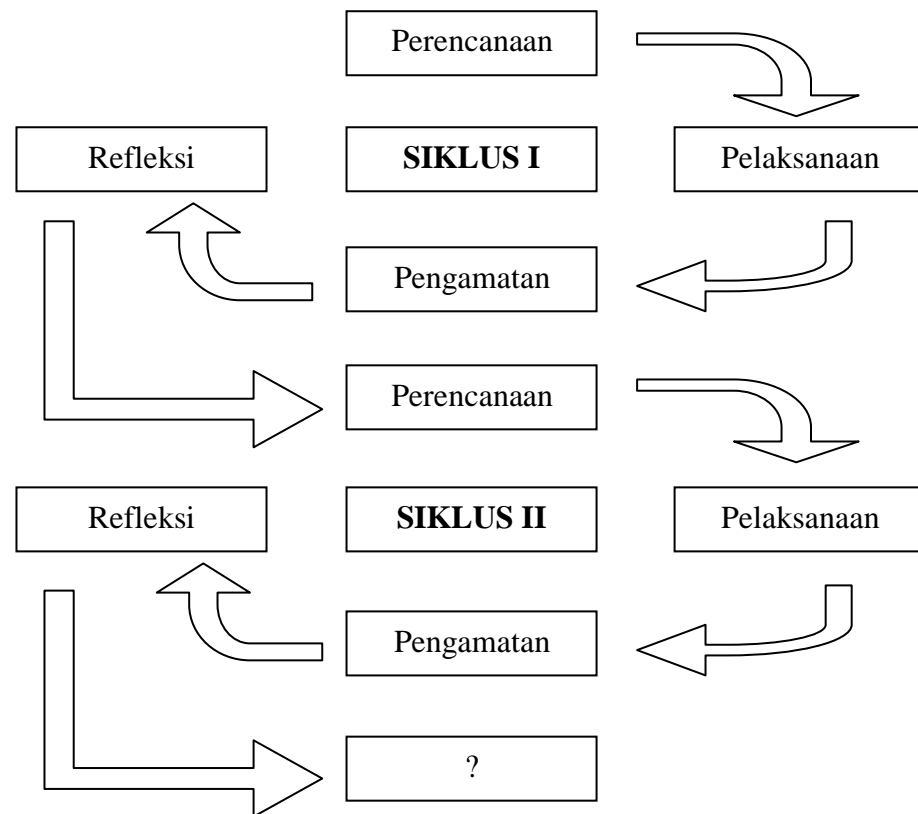 Perencanaan
Refleksi
SIKLUS I
Pelaksanaan
Pengamatan
Perencanaan
Refleksi
SIKLUS II
Pelaksanaan
Pengamatan
?